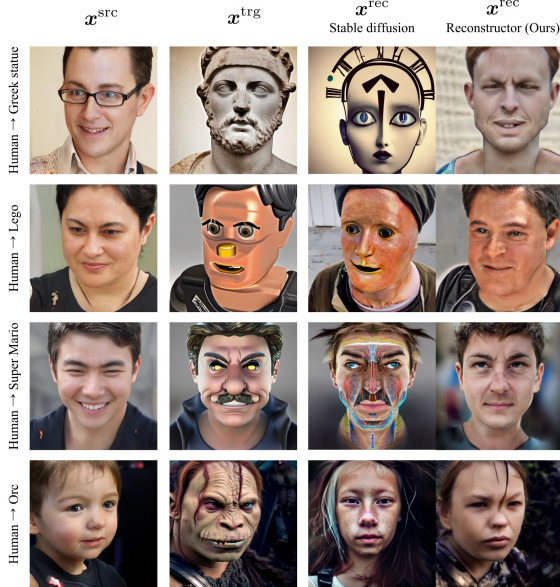 x^src x^trg x^rec x^rec
Stable diffusion Reconstructor (Ours)
Human → Greek statue
Human → Lego
Human → Super Mario
Human → Orc